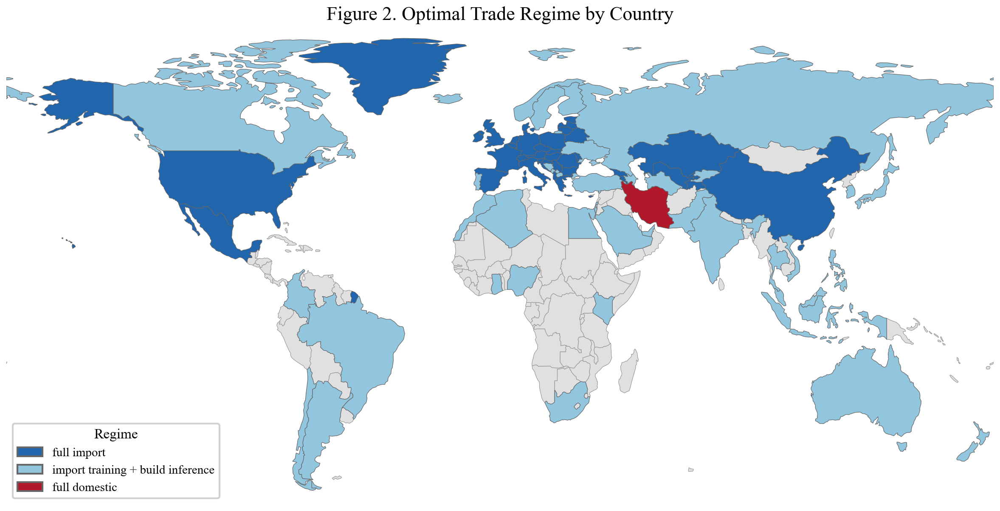 Figure 2. Optimal Trade Regime by Country
Regime
full import
import training + build inference
full domestic